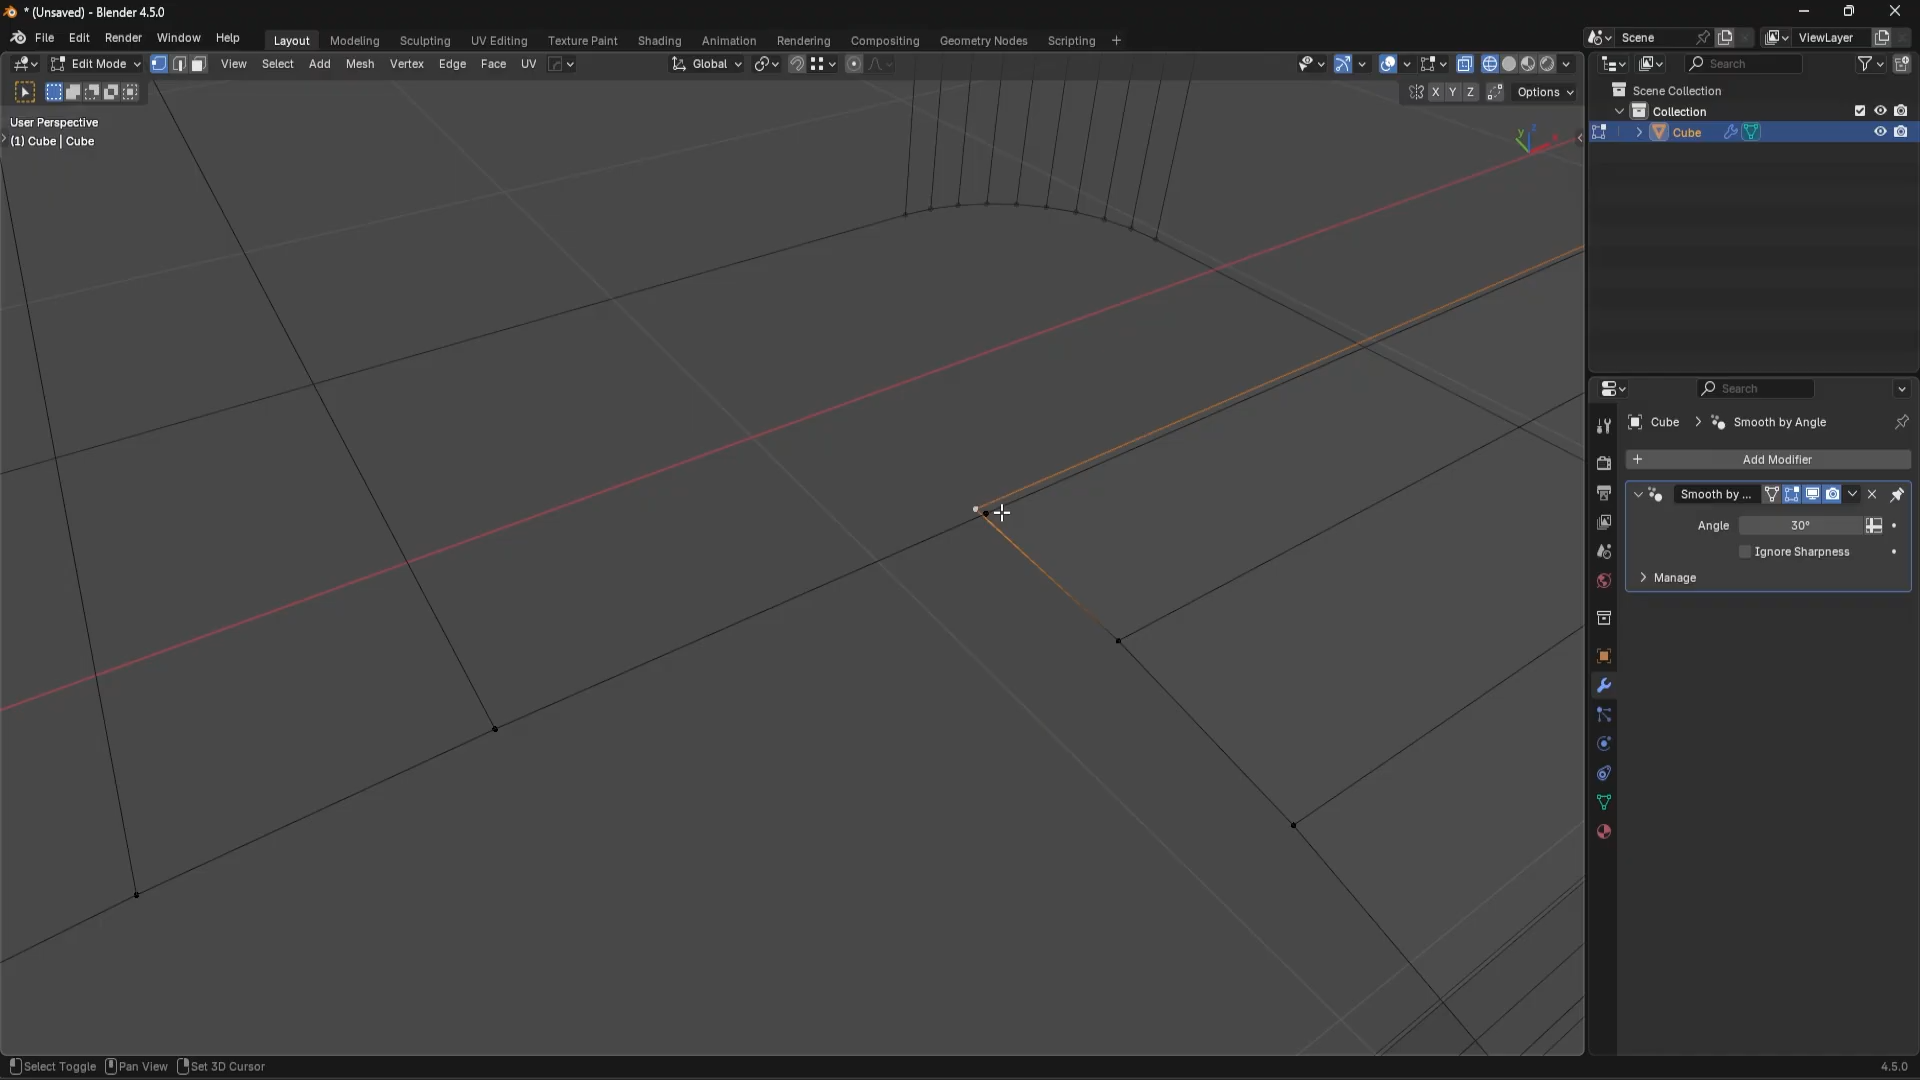 * (Unsaved) - Blender 4.5.0
File Edit Render Window Help Layout Modeling Sculpting UV Editing Texture Paint Shading Animation Rendering Compositing Geometry Nodes Scripting + Scene ViewLayer
Edit Mode View Select Add Mesh Vertex Edge Face UV Global Search
X Y Z Options
User Perspective
(1) Cube | Cube
Scene Collection
Collection
Cube
Search
Cube > Smooth by Angle
+ Add Modifier
Smooth by ...
Angle 30°
Ignore Sharpness
Manage
Select Toggle Pan View Set 3D Cursor 4.5.0